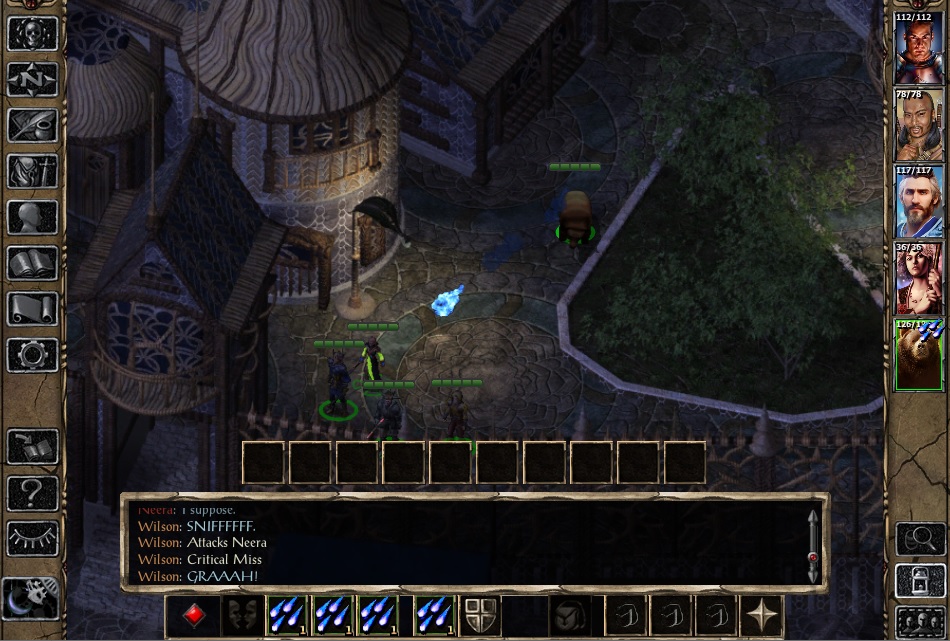 112/112
78/78
117/117
36/36
126/1
Neera: I suppose.
Wilson: SNIFFFFFF.
Wilson: Attacks Neera
Wilson: Critical Miss
Wilson: GRAAAH!
1 1 1 1